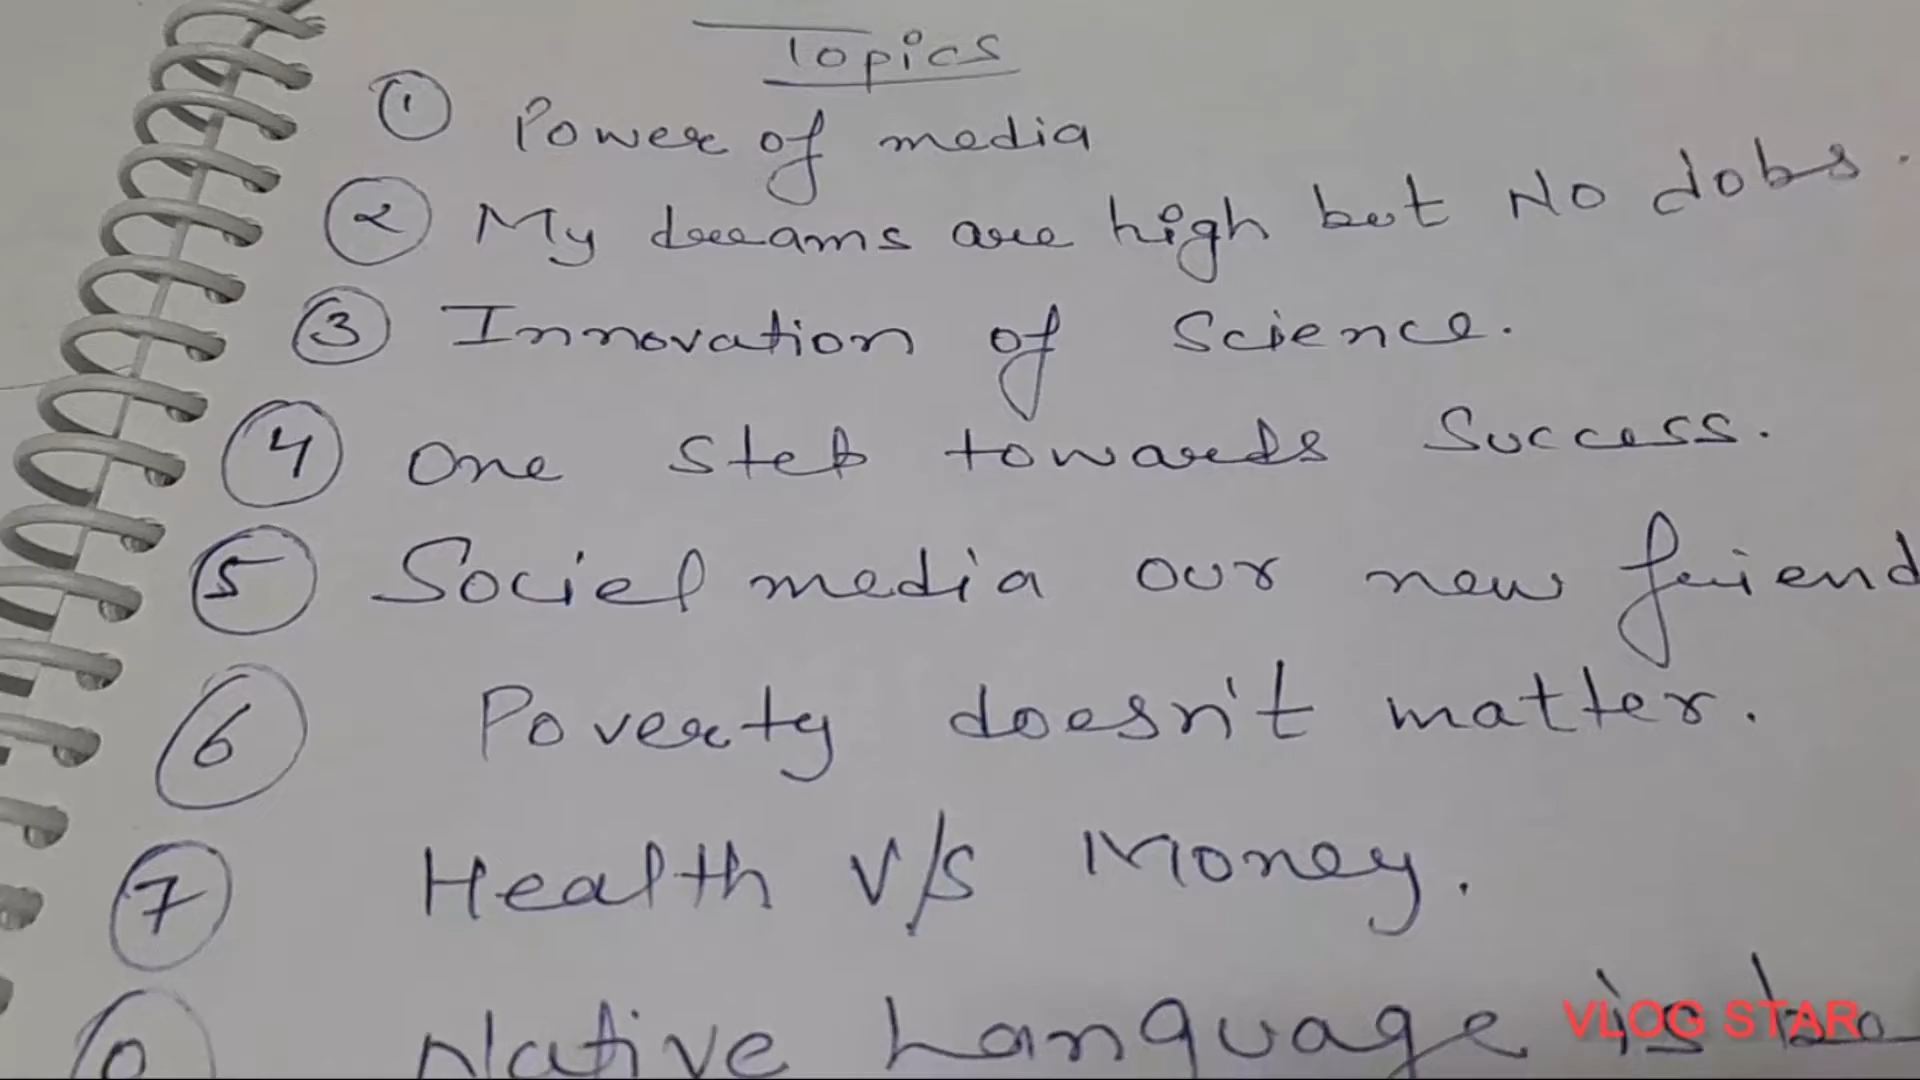 Topics
① Power of media
② My dreams are high but No Jobs.
③ Innovation of Science.
④ One step towards Success.
⑤ Sociel media our new friend
⑥ Poverty doesn't matter.
⑦ Health V/S Money.
Native Language is
VLOG STAR